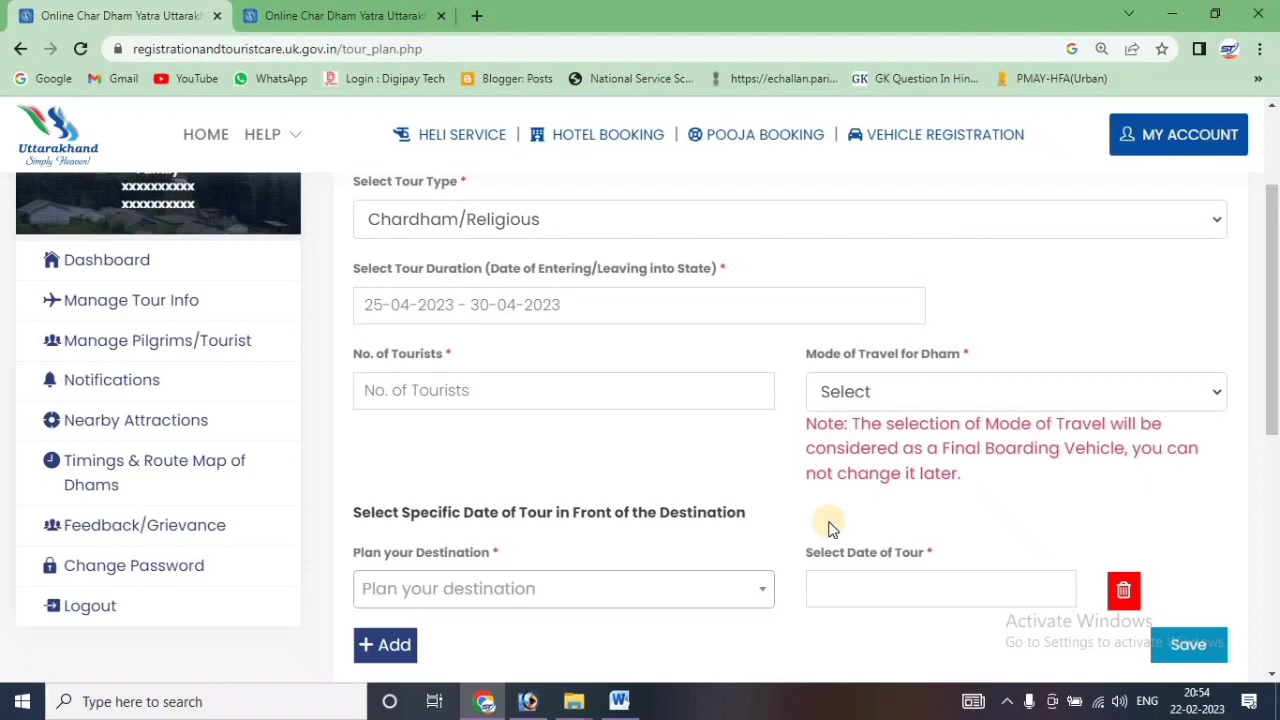 Online Chardham Yatra Uttarakh
Online Char Dham Yatra Uttarak
registrationandtouristcare.uk.gov.in/tour_plan.php
Google
Gmail
YouTube
WhatsApp
Login : Digipay Tech
Blogger: Posts
National Service Sc...
https://echallan.pari...
GK
GK Question In Hin...
PMAY-HFA(Urban)
»
Uttarakhand
Simply Heaven!
HOME
HELP
HELI SERVICE
|
HOTEL BOOKING
|
POOJA BOOKING
|
VEHICLE REGISTRATION
MY ACCOUNT
xxxxxxxxxx
xxxxxxxxxx
Dashboard
Manage Tour Info
Manage Pilgrims/Tourist
Notifications
Nearby Attractions
Timings & Route Map of
Dhams
Feedback/Grievance
Change Password
Logout
Select Tour Type *
Chardham/Religious
Select Tour Duration (Date of Entering/Leaving into State) *
25-04-2023 - 30-04-2023
No. of Tourists *
No. of Tourists
Mode of Travel for Dham *
Select
Note: The selection of Mode of Travel will be
considered as a Final Boarding Vehicle, you can
not change it later.
Select Specific Date of Tour in Front of the Destination
Plan your Destination *
Plan your destination
Select Date of Tour *
+ Add
Save
Activate Windows
Go to Settings to activate Windows.
Type here to search
ENG
20:54
22-02-2023